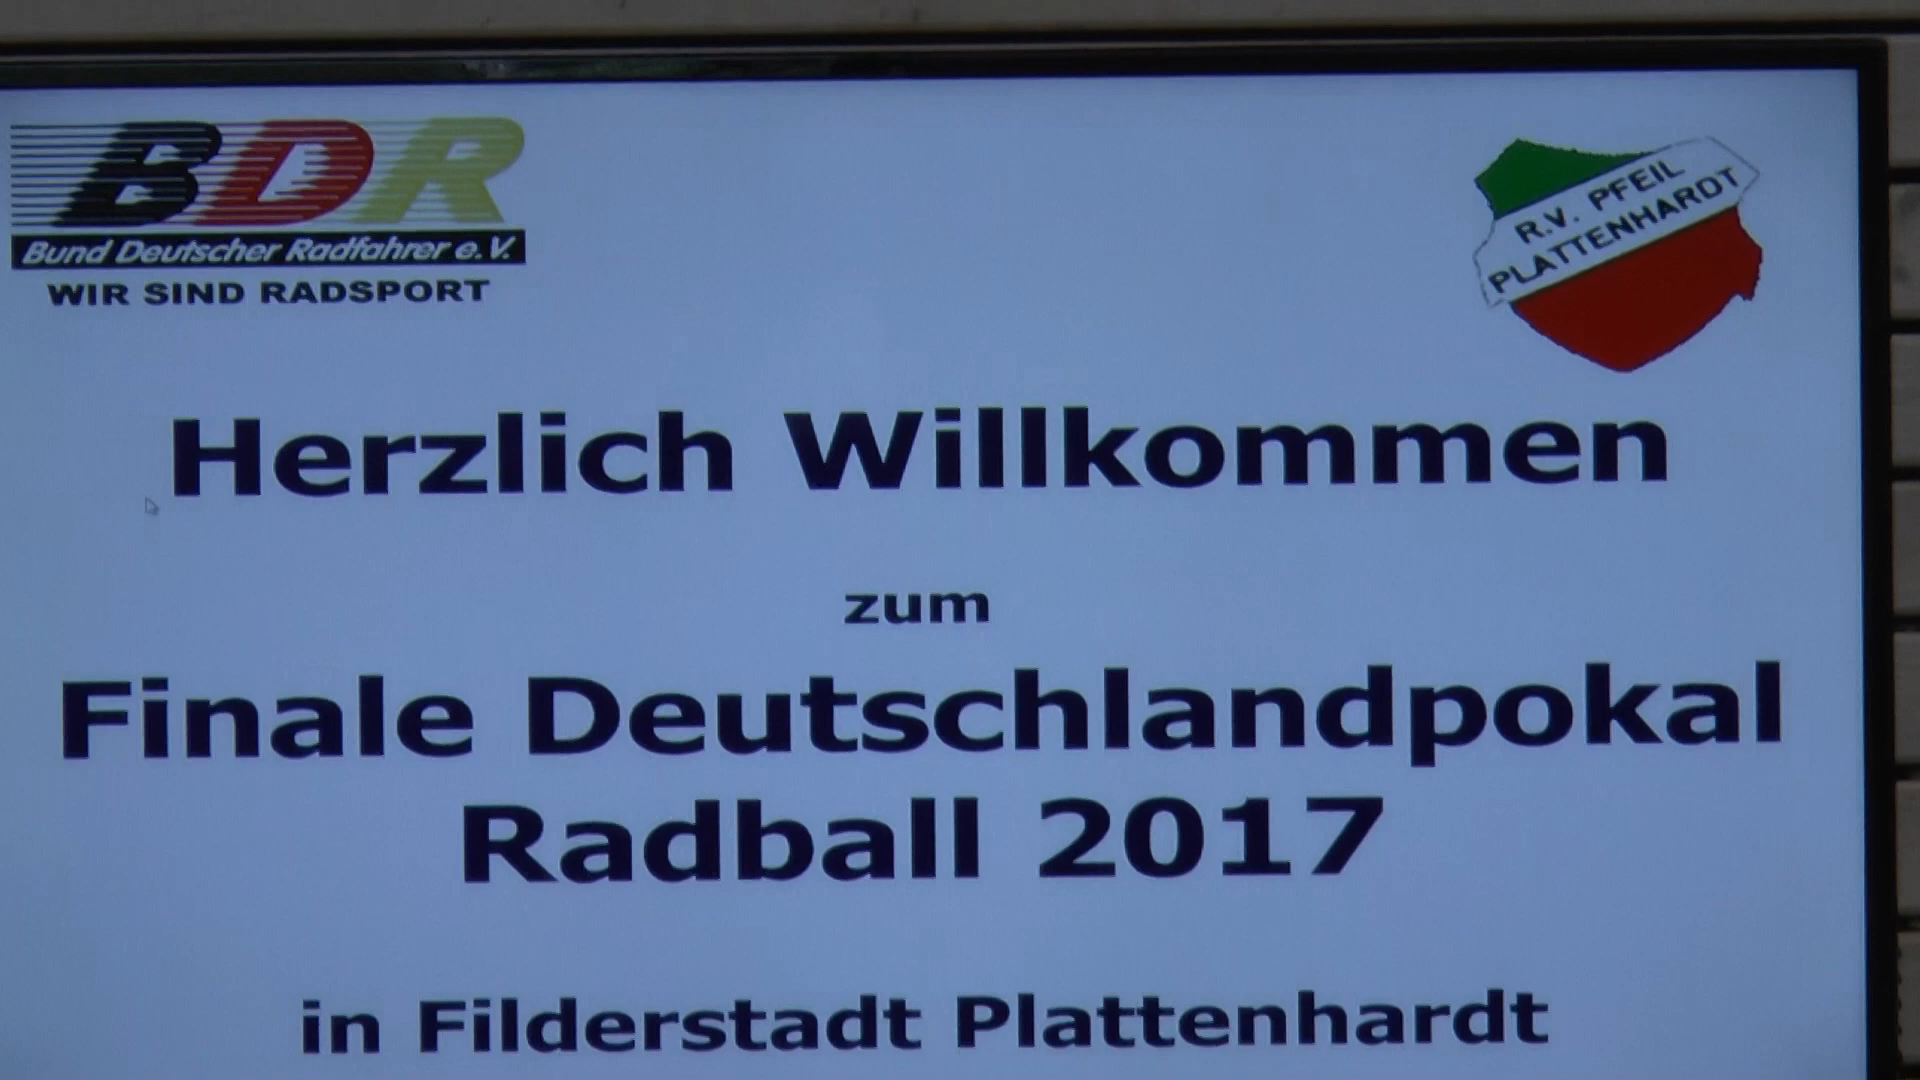 BDR
Bund Deutscher Radfahrer e.V.
WIR SIND RADSPORT
R.V. PFEIL
PLATTENHARDT
Herzlich Willkommen
zum
Finale Deutschlandpokal
Radball 2017
in Filderstadt Plattenhardt